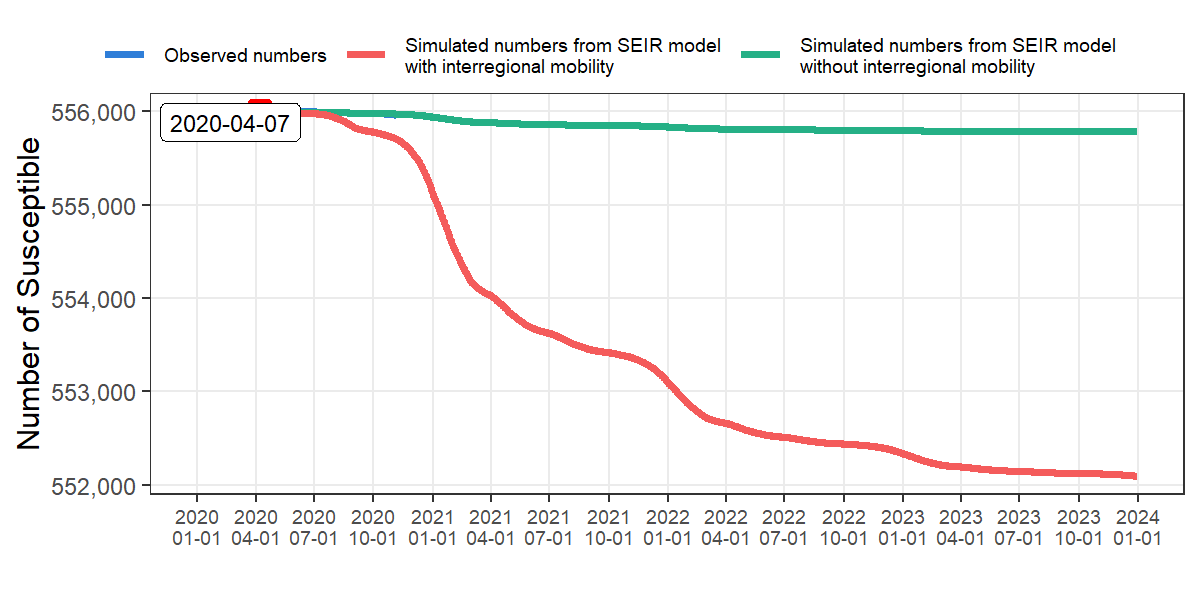 Observed numbers
Simulated numbers from SEIR model
with interregional mobility
Simulated numbers from SEIR model
without interregional mobility
Number of Susceptible
556,000
555,000
554,000
553,000
552,000
2020-04-07
2020 2020 2020 2020 2021 2021 2021 2021 2022 2022 2022 2022 2023 2023 2023 2023 2024
01-01 04-01 07-01 10-01 01-01 04-01 07-01 10-01 01-01 04-01 07-01 10-01 01-01 04-01 07-01 10-01 01-01